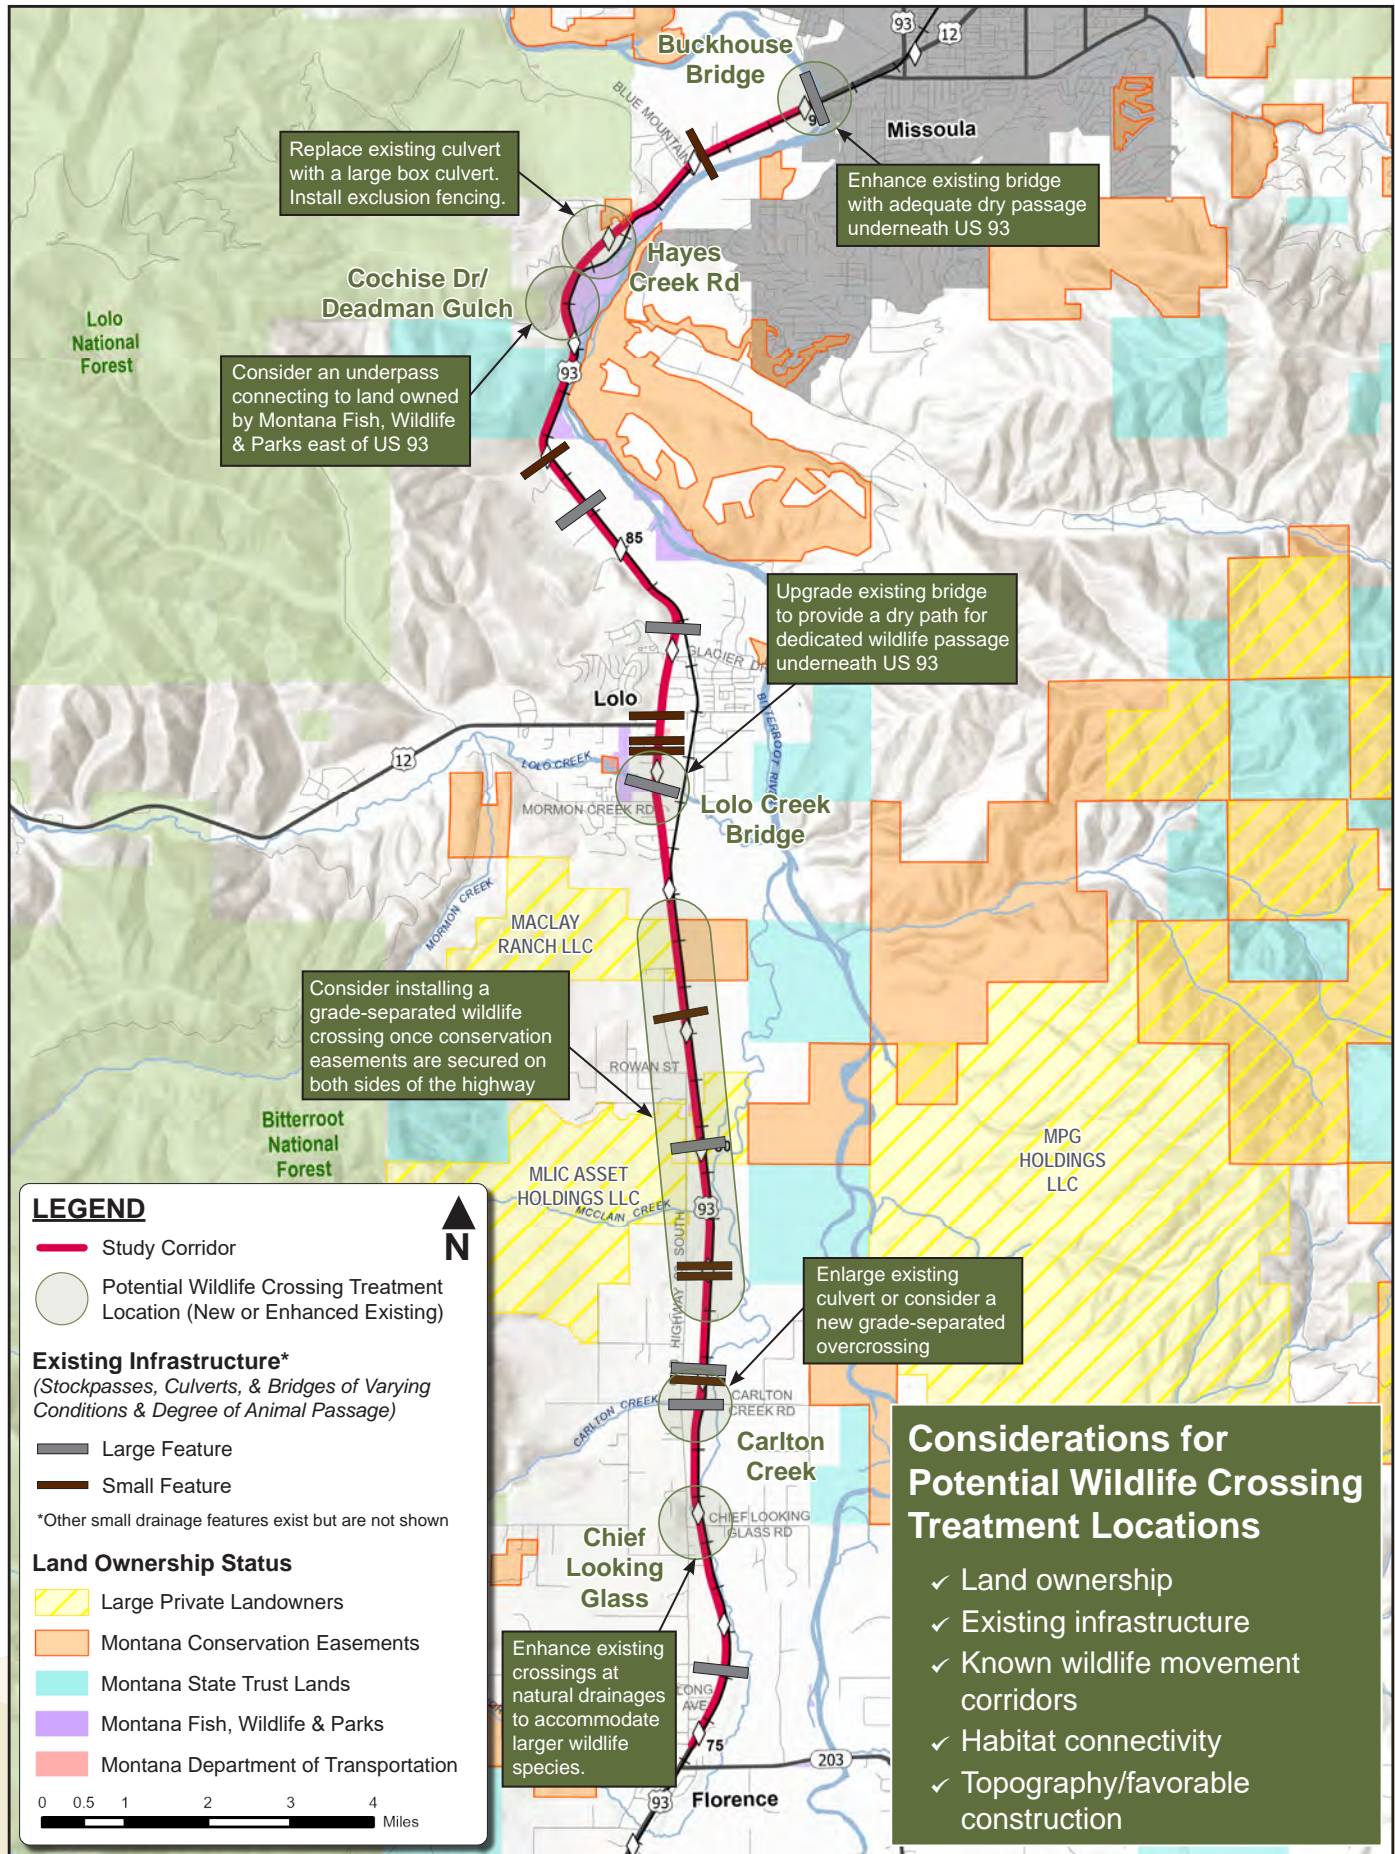 93
12
Buckhouse
Bridge
BLUE MOUNTAIN
9
Missoula
Replace existing culvert
with a large box culvert.
Install exclusion fencing.
Enhance existing bridge
with adequate dry passage
underneath US 93
Hayes
Creek Rd
Cochise Dr/
Deadman Gulch
Lolo
National
Forest
Consider an underpass
connecting to land owned
by Montana Fish, Wildlife
& Parks east of US 93
93
85
Upgrade existing bridge
to provide a dry path for
dedicated wildlife passage
underneath US 93
GLACIER DR
Lolo
BITTERROOT RIV
12
LOLO CREEK
MORMON CREEK RD
Lolo Creek
Bridge
MORMON CREEK
MACLAY
RANCH LLC
Consider installing a
grade-separated wildlife
crossing once conservation
easements are secured on
both sides of the highway
ROWAN ST
Bitterroot
National
Forest
MPG
HOLDINGS
LLC
MLIC ASSET
HOLDINGS LLC
MCCLAIN CREEK
93
HIGHWAY
SOUTH
Enlarge existing
culvert or consider a
new grade-separated
overcrossing
CARLTON CREEK
CARLTON
CREEK RD
Carlton
Creek
CHIEF LOOKING
GLASS RD
Chief
Looking
Glass
Enhance existing
crossings at
natural drainages
to accommodate
larger wildlife
species.
LONG
AVE
75
203
93
Florence
LEGEND
N
Study Corridor
Potential Wildlife Crossing Treatment
Location (New or Enhanced Existing)
Existing Infrastructure*
(Stockpasses, Culverts, & Bridges of Varying
Conditions & Degree of Animal Passage)
Large Feature
Small Feature
*Other small drainage features exist but are not shown
Land Ownership Status
Large Private Landowners
Montana Conservation Easements
Montana State Trust Lands
Montana Fish, Wildlife & Parks
Montana Department of Transportation
0 0.5 1 2 3 4
Miles
Considerations for
Potential Wildlife Crossing
Treatment Locations
✓ Land ownership
✓ Existing infrastructure
✓ Known wildlife movement
corridors
✓ Habitat connectivity
✓ Topography/favorable
construction